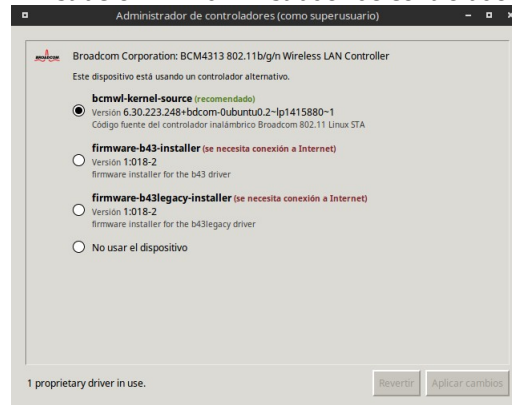 Administrador de controladores (como superusuario)
BROADCOM
Broadcom Corporation: BCM4313 802.11b/g/n Wireless LAN Controller
Este dispositivo está usando un controlador alternativo.
bcmwl-kernel-source (recomendado)
Versión 6.30.223.248+bdcom-0ubuntu0.2~lp1415880~1
Código fuente del controlador inalámbrico Broadcom 802.11 Linux STA
firmware-b43-installer (se necesita conexión a Internet)
Versión 1:018-2
firmware installer for the b43 driver
firmware-b43legacy-installer (se necesita conexión a Internet)
Versión 1:018-2
firmware installer for the b43legacy driver
No usar el dispositivo
1 proprietary driver in use.
Revertir
Aplicar cambios